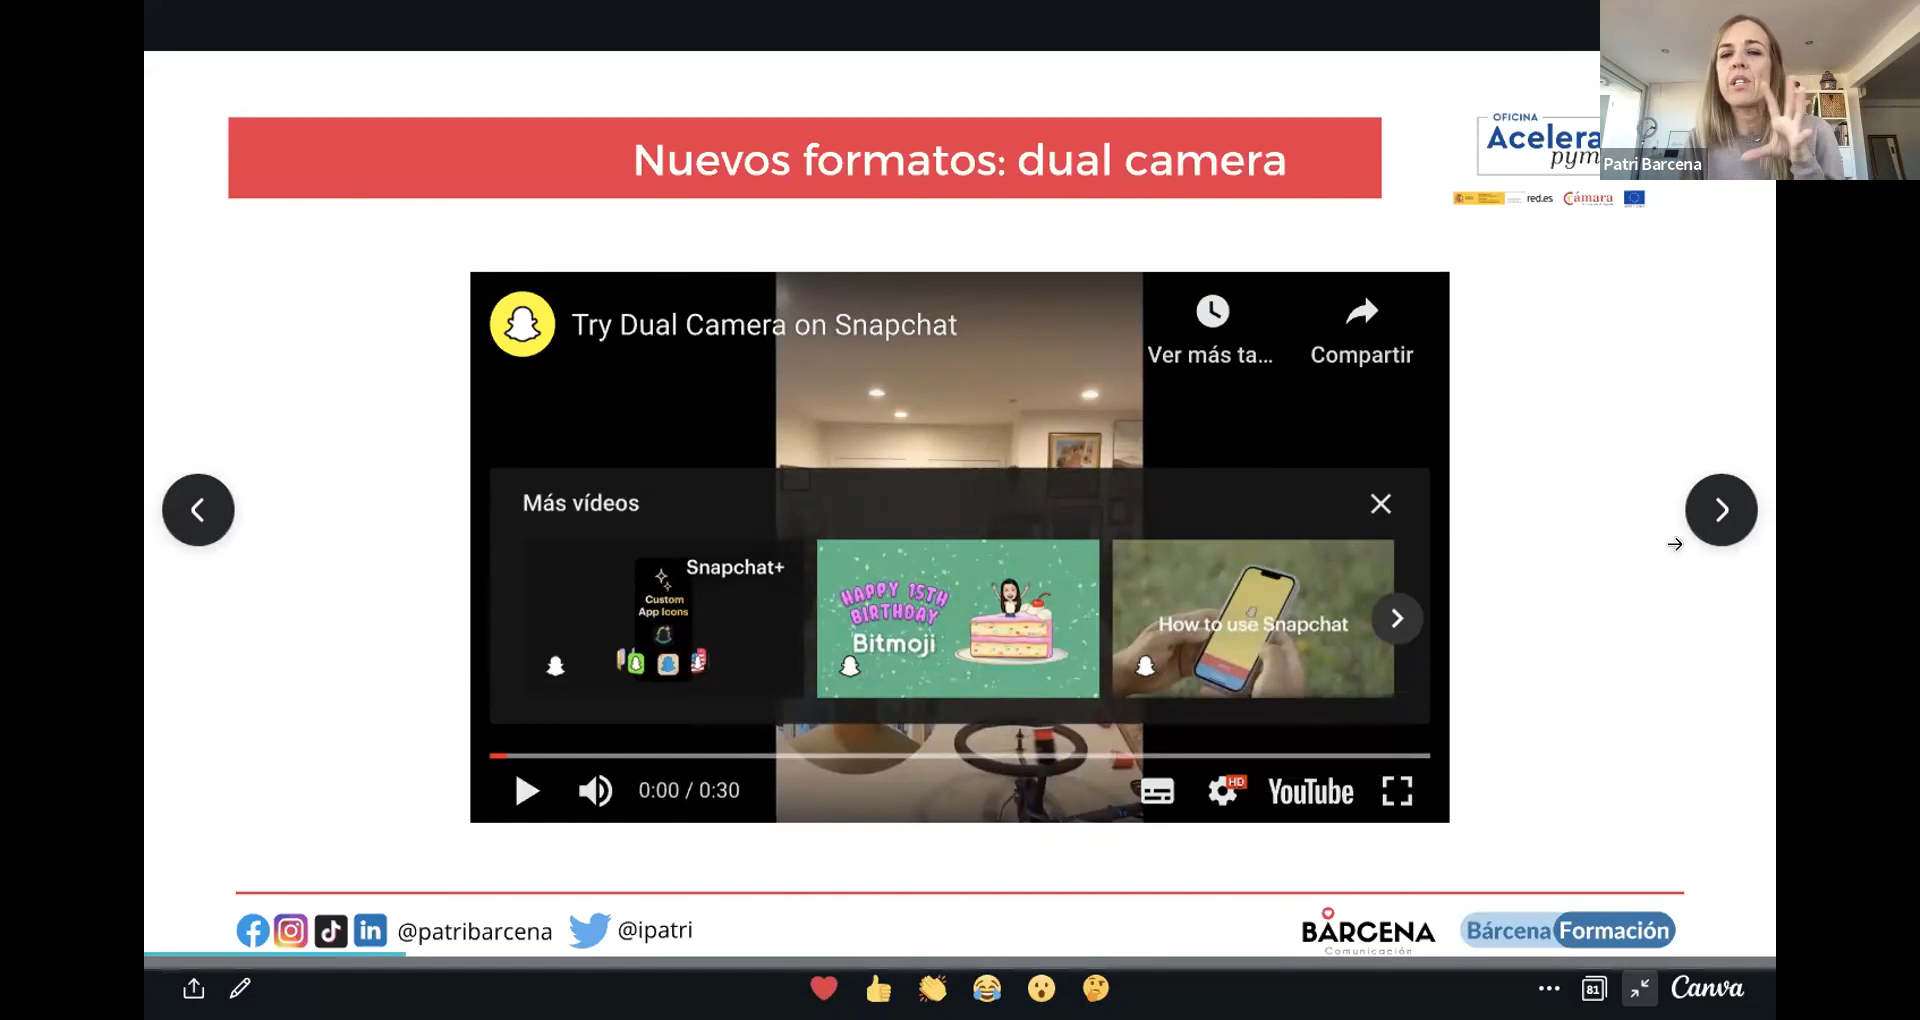 Nuevos formatos: dual camera
OFICINA
Acelera
pym
Patri Barcena
red.es
Cámara
Try Dual Camera on Snapchat
Ver más ta...
Compartir
Más vídeos
Snapchat+
Custom
App Icons
HAPPY 15TH
BIRTHDAY
Bitmoji
How to use Snapchat
0:00 / 0:30
HD
YouTube
@patribarcena
@ipatri
BÁRCENA
Comunicación
Bárcena Formación
81
Canva